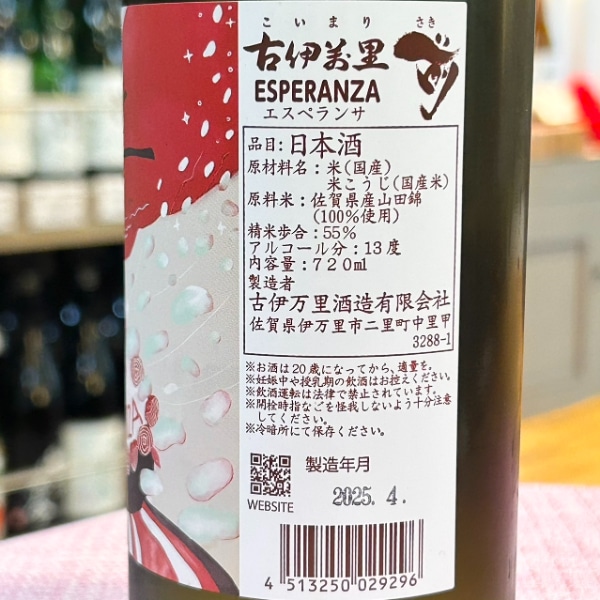 こいまり さき
古伊万里 前
ESPERANZA
エスペランサ
品目:日本酒
原材料名:米(国産)
米こうじ(国産米)
原料米:佐賀県産山田錦
(100%使用)
精米歩合:55%
アルコール分:13度
内容量:720ml
製造者
古伊万里酒造有限会社
佐賀県伊万里市二里町中里甲
3288-1
※お酒は20歳になってから、適量を。
※妊娠中や授乳期の飲酒はお控えください。
※飲酒運転は法律で禁止されています。
※開栓時指などを怪我しないよう十分注意
してください。
※冷暗所にて保存ください。
製造年月
2025.4.
WEBSITE
4 513250 029296